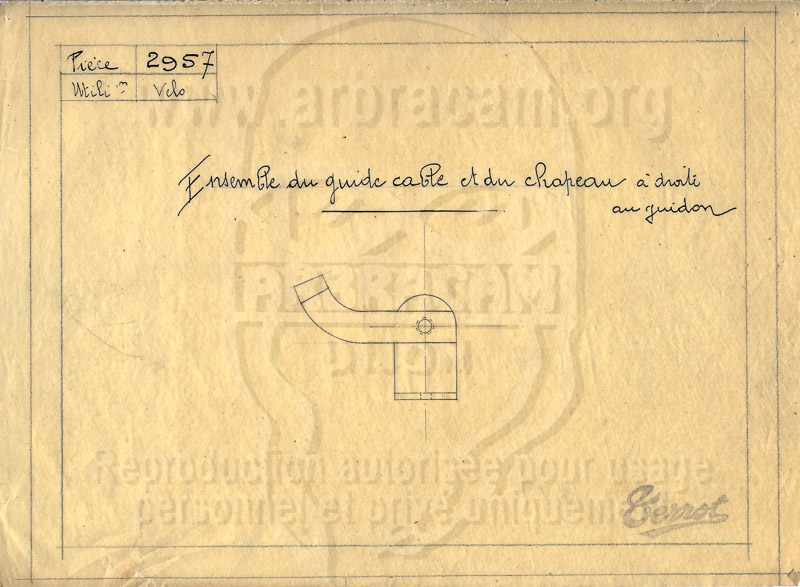 Pièce 2957
Utili on Velo
www.arbracam.org
Ensemble du guide cable et du chapeau à droite
au guidon
ARBRACAM
DIJON
Reproduction autorisée pour usage
personnel et privé uniquement
Terrot